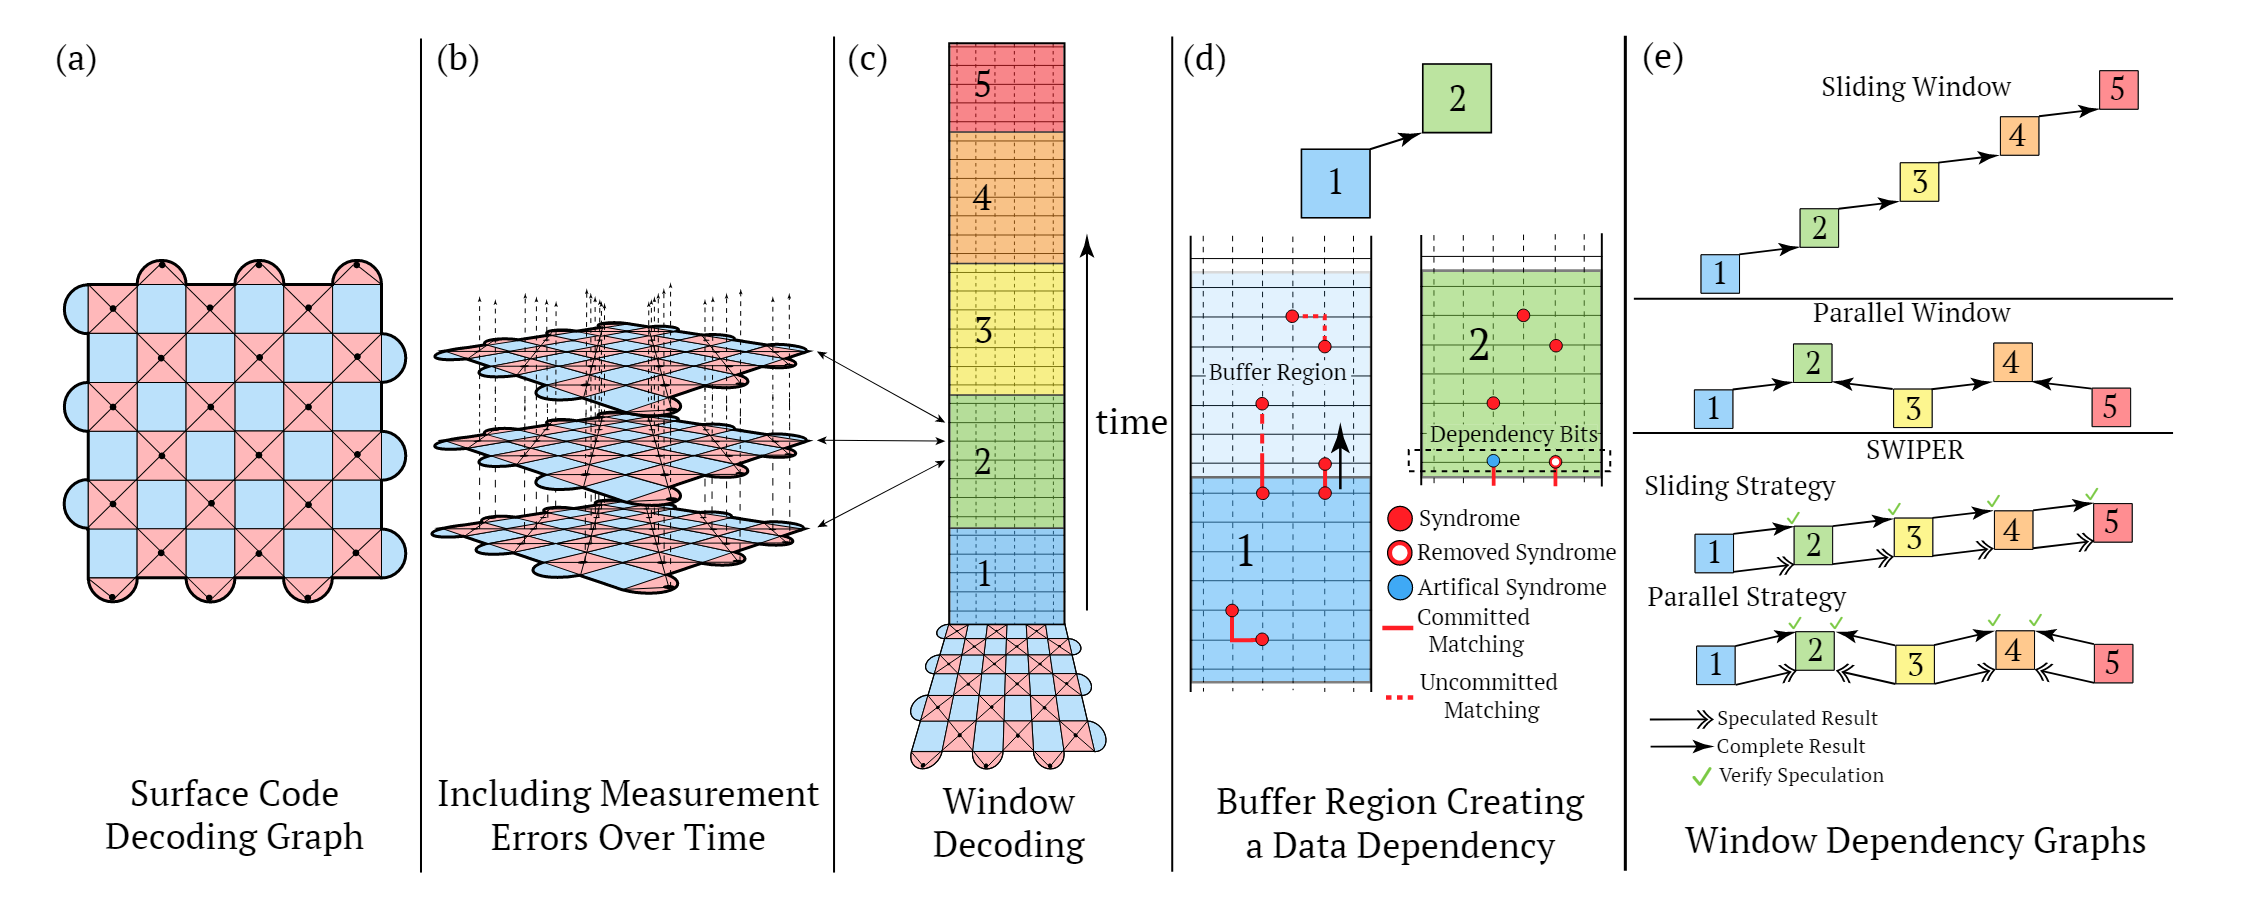 (a)
Surface Code
Decoding Graph
(b)
Including Measurement
Errors Over Time
(c)
5
4
3
2
1
time
Window
Decoding
(d)
2
1
Buffer Region
1
2
Dependency Bits
Syndrome
Removed Syndrome
Artifical Syndrome
Committed
Matching
Uncommitted
Matching
Buffer Region Creating
a Data Dependency
(e)
Sliding Window
5
4
3
2
1
Parallel Window
2 4
1 3 5
SWIPER
Sliding Strategy
1 2 3 4 5
Parallel Strategy
1 2 3 4 5
Speculated Result
Complete Result
Verify Speculation
Window Dependency Graphs